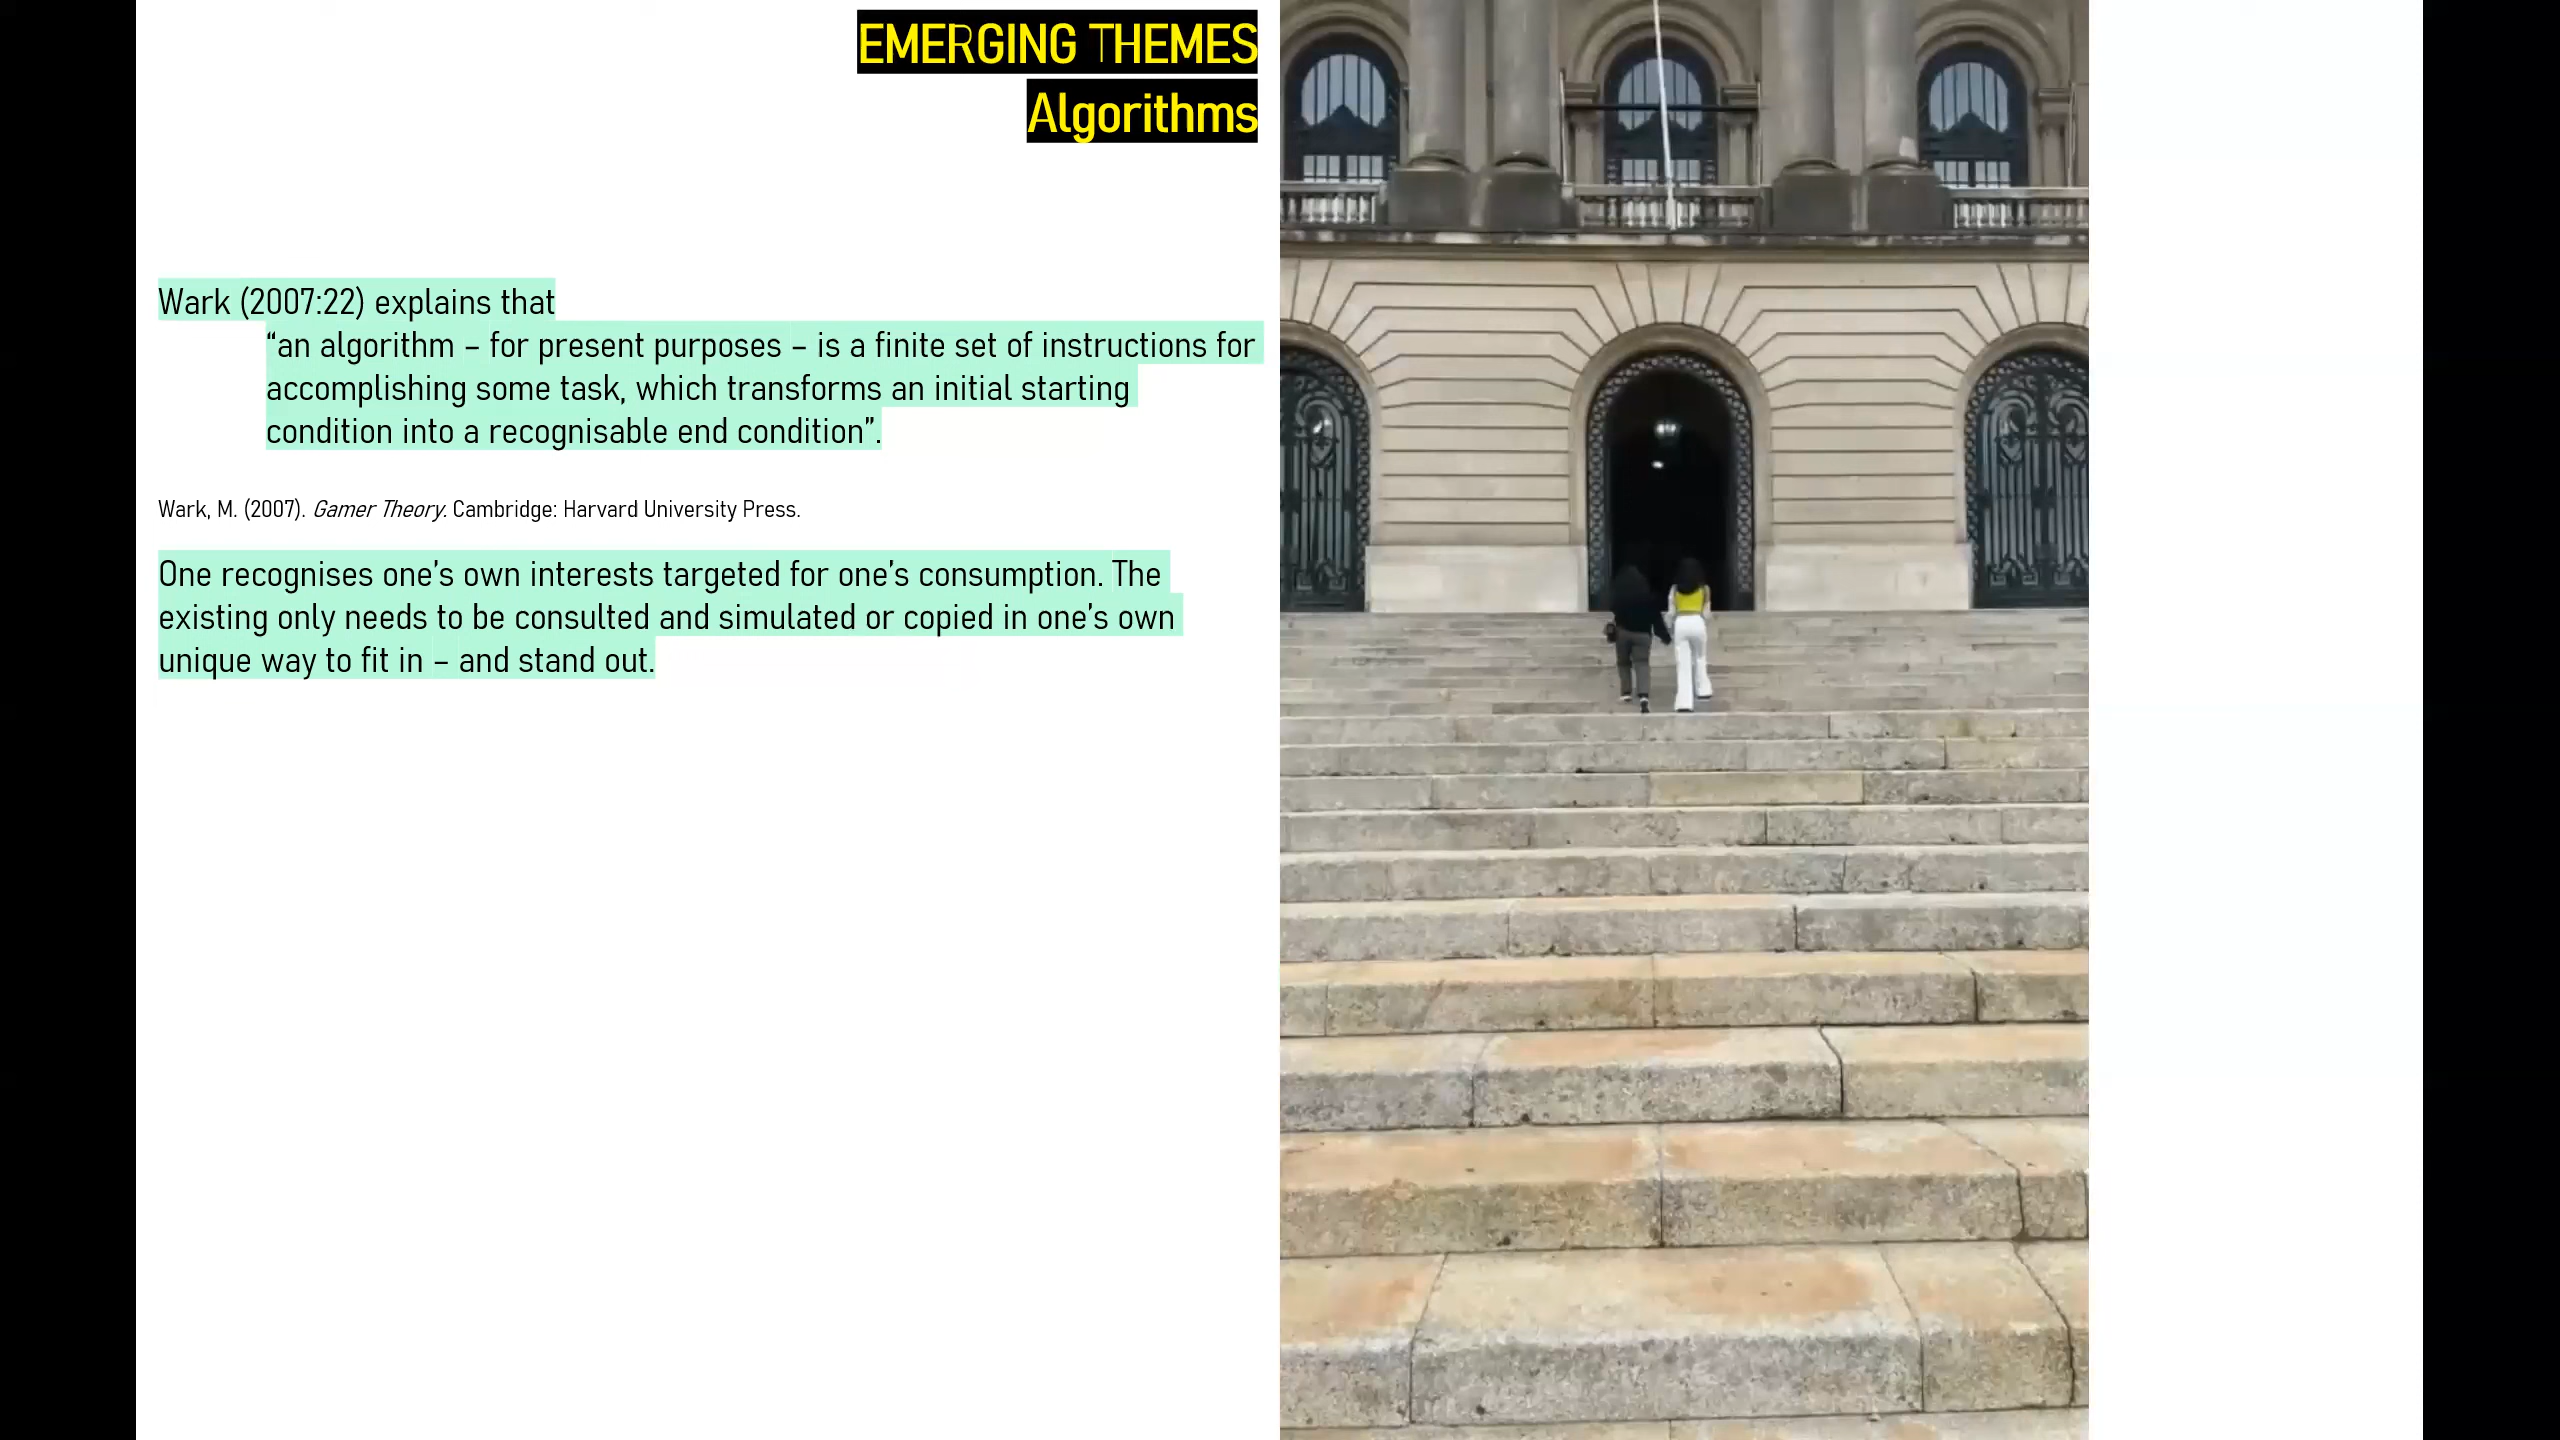 EMERGING THEMES
Algorithms
Wark (2007:22) explains that
“an algorithm – for present purposes – is a finite set of instructions for
accomplishing some task, which transforms an initial starting
condition into a recognisable end condition”.
Wark, M. (2007). Gamer Theory. Cambridge: Harvard University Press.
One recognises one’s own interests targeted for one’s consumption. The
existing only needs to be consulted and simulated or copied in one’s own
unique way to fit in – and stand out.